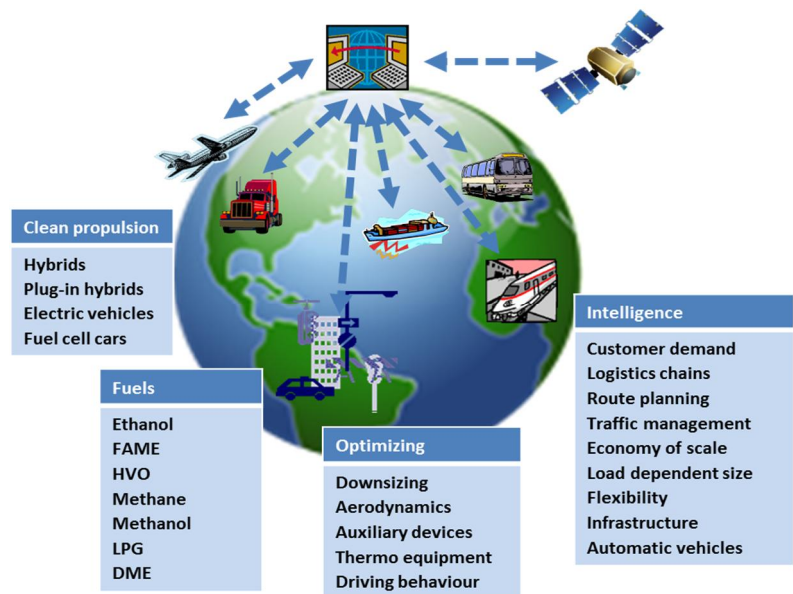 Clean propulsion
Hybrids
Plug-in hybrids
Electric vehicles
Fuel cell cars
Fuels
Ethanol
FAME
HVO
Methane
Methanol
LPG
DME
Optimizing
Downsizing
Aerodynamics
Auxiliary devices
Thermo equipment
Driving behaviour
Intelligence
Customer demand
Logistics chains
Route planning
Traffic management
Economy of scale
Load dependent size
Flexibility
Infrastructure
Automatic vehicles